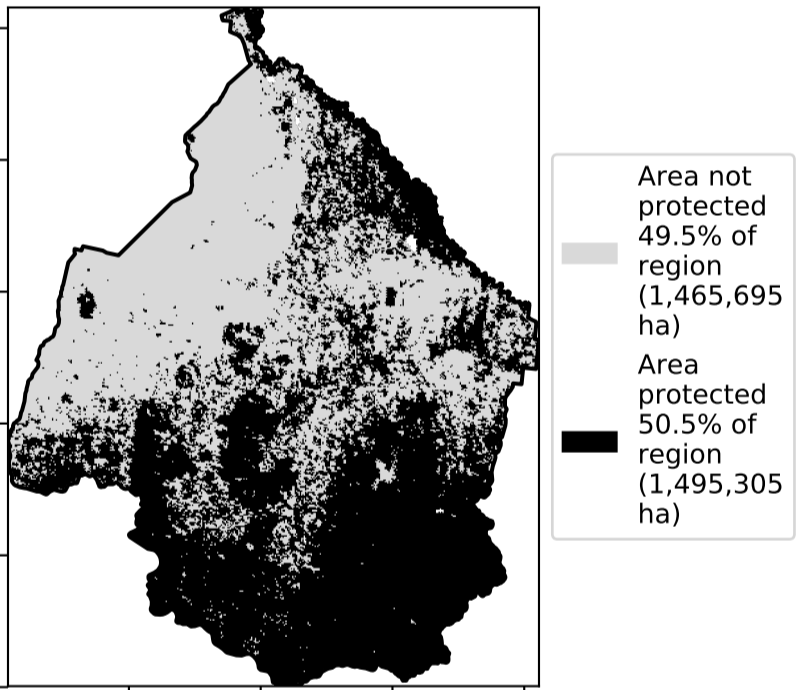 Area not
protected
49.5% of
region
(1,465,695
ha)
Area
protected
50.5% of
region
(1,495,305
ha)